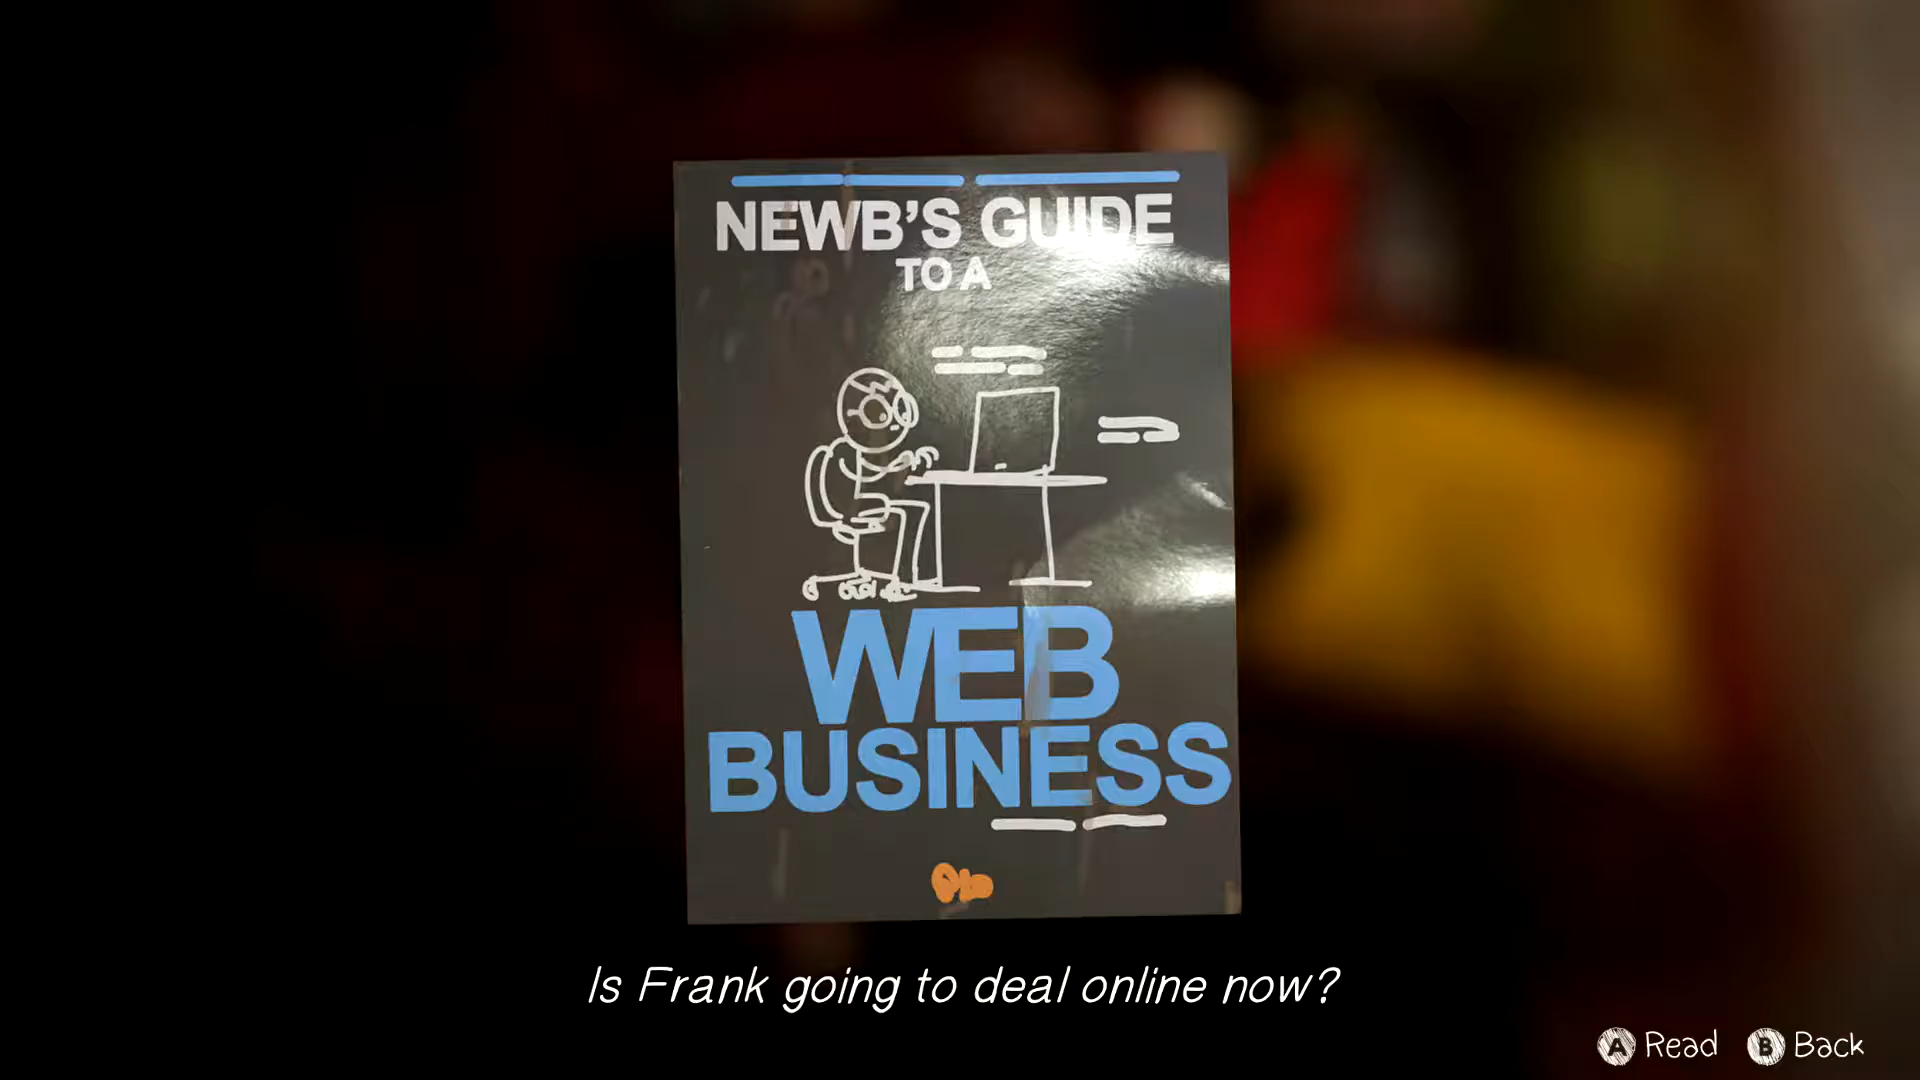 NEWB'S GUIDE
TO A
WEB
BUSINESS
Is Frank going to deal online now?
A Read B Back